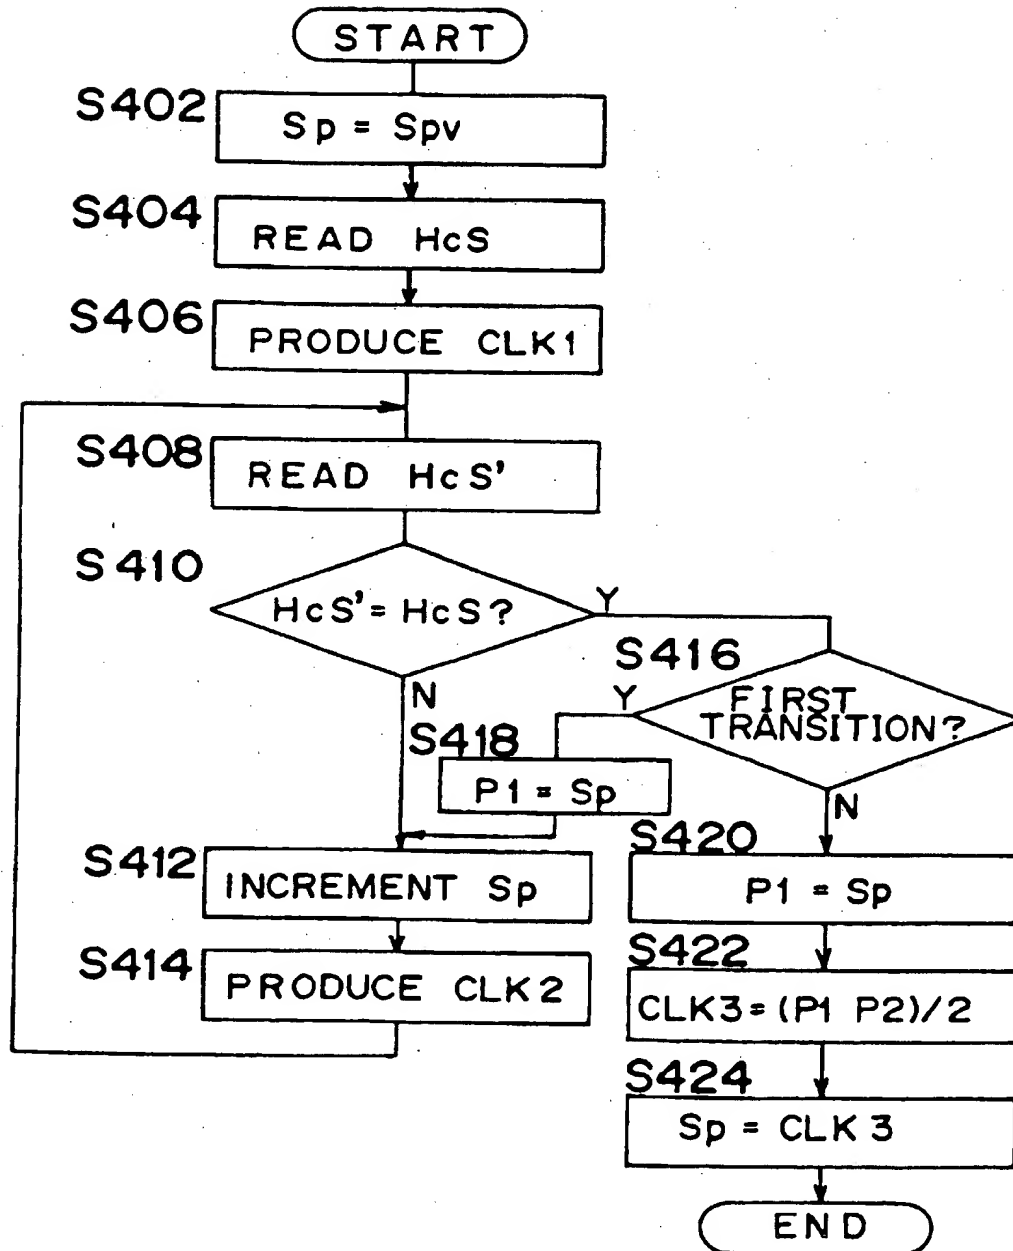 START
S402
Sp = Spv
S404
READ HcS
S406
PRODUCE CLK1
S408
READ HcS'
S410
HcS'= HcS?
Y
N
S416
FIRST
TRANSITION?
Y
N
S418
P1 = Sp
S412
INCREMENT Sp
S414
PRODUCE CLK2
S420
P1 = Sp
S422
CLK3=(P1 P2)/2
S424
Sp = CLK3
END